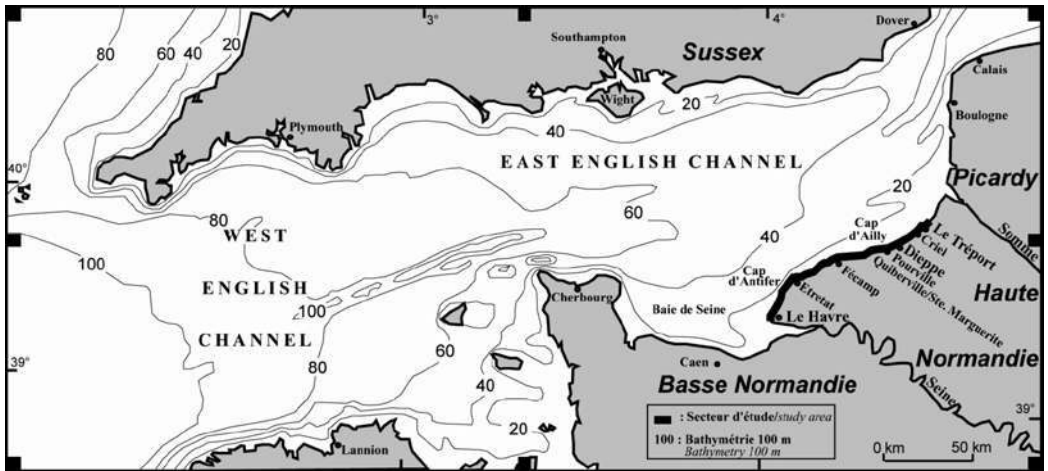 3°
4°
Dover
Southampton
Sussex
80
60
40
20
Calais
Wight
20
Boulogne
Plymouth
40
EAST ENGLISH CHANNEL
40°
Picardy
20
80
60
WEST
Cap
d'Ailly
Somme
Le Tréport
Criel
Dieppe
Pourville
Quiberville/Ste. Marguerite
40
100
Cap
d'Antifer
Fécamp
Haute
ENGLISH
Cherbourg
Etretat
100
Baie de Seine
Le Havre
CHANNEL
60
Normandie
39°
80
Caen
40
Basse Normandie
Seine
: Secteur d'étude/study area
39°
20
100 : Bathymétrie 100 m
Bathymetry 100 m
Lannion
0 km
50 km